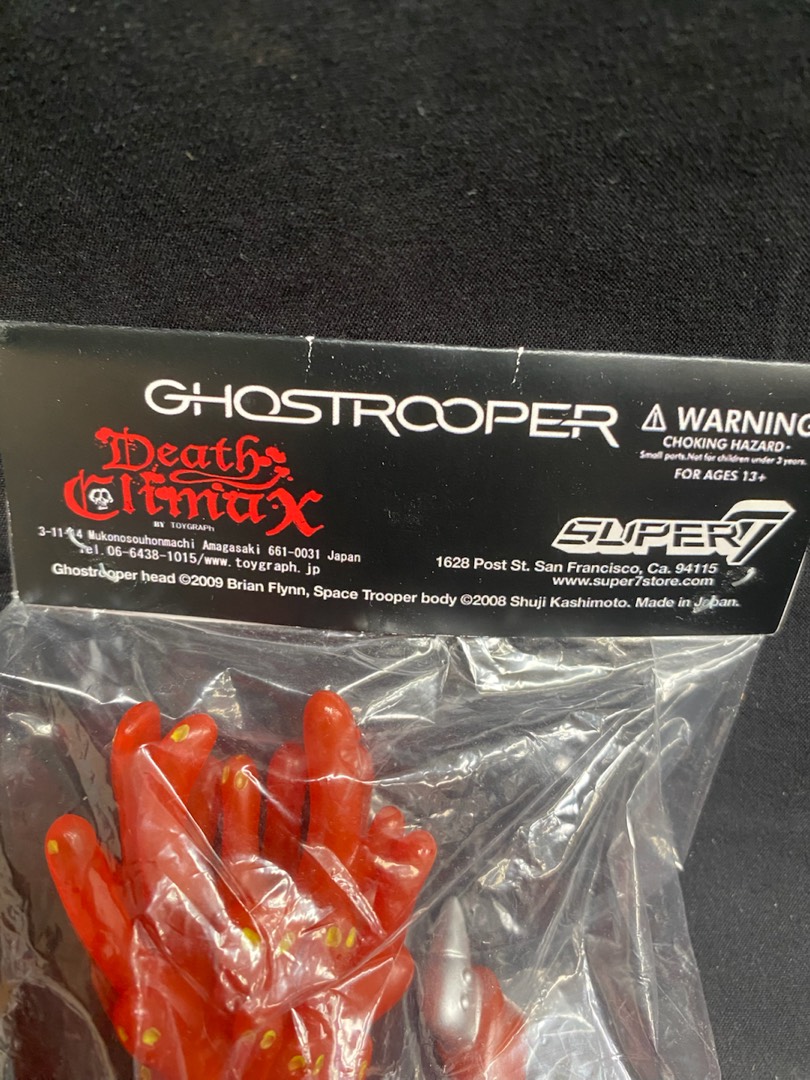 GHOSTROOPER
Death
Climax
BY TOYGRAPH
3-11-14 Mukonosouhonmachi Amagasaki 661-0031 Japan
Tel.06-6438-1015/www.toygraph.jp
WARNING
CHOKING HAZARD-
Small parts. Not for children under 3 years.
FOR AGES 13+
SUPER7
1628 Post St. San Francisco, Ca. 94115
www.super7store.com
Ghostrooper head ©2009 Brian Flynn, Space Trooper body ©2008 Shuji Kashimoto. Made in Japan.